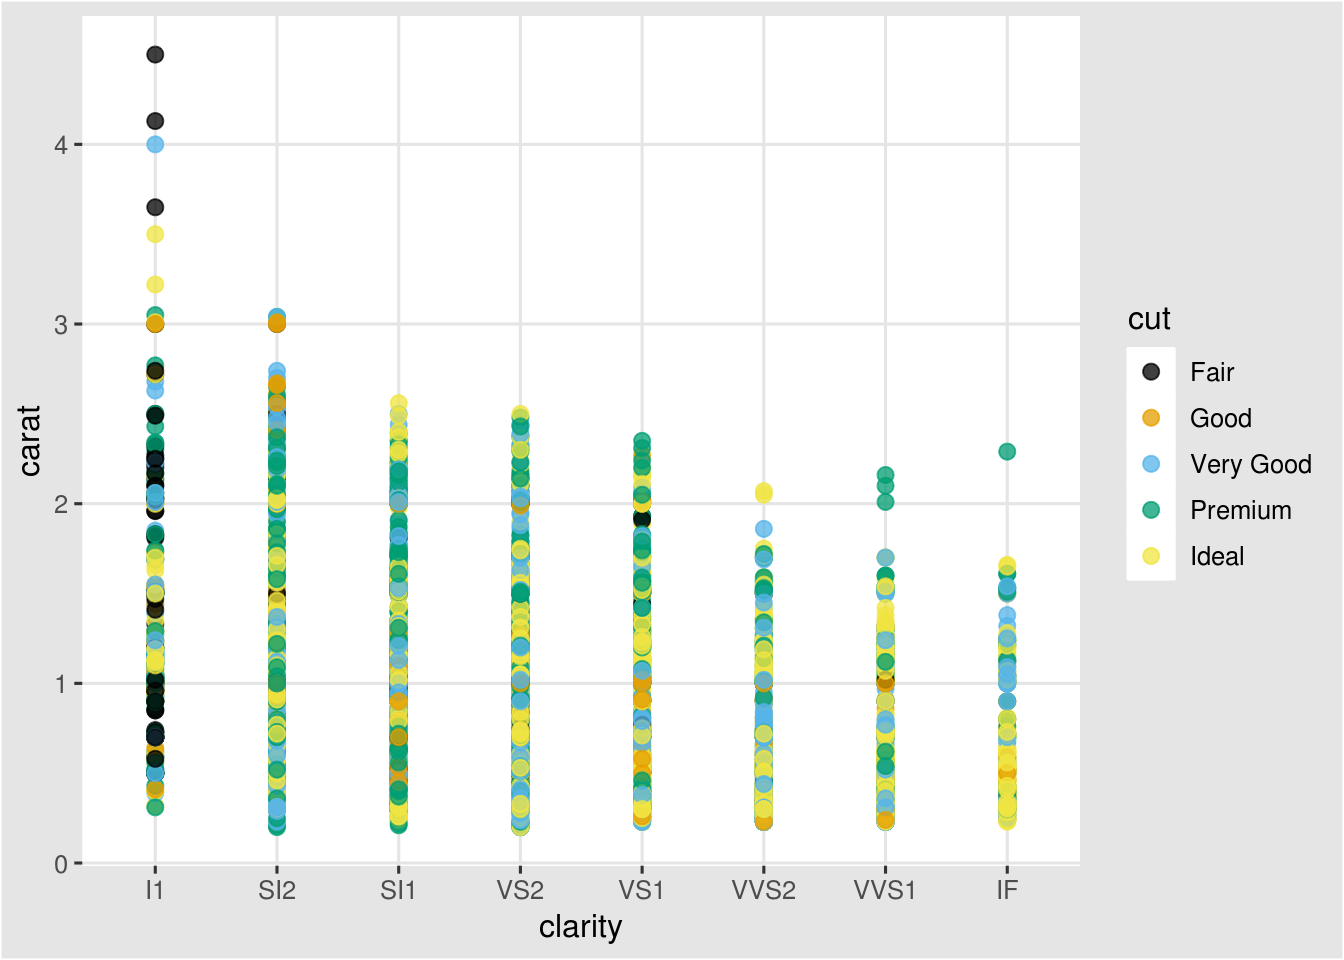 carat
4
3
2
1
0
I1 SI2 SI1 VS2 VS1 VVS2 VVS1 IF
clarity
cut
Fair
Good
Very Good
Premium
Ideal